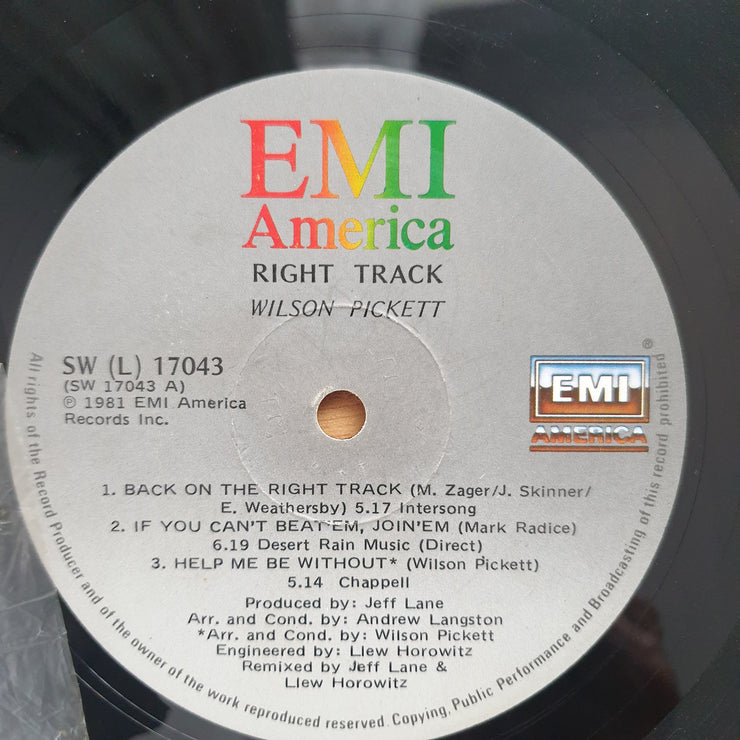 EMI
America
RIGHT TRACK
WILSON PICKETT
SW (L) 17043
(SW 17043 A)
℗ 1981 EMI America
Records Inc.
®
EMI
AMERICA
1. BACK ON THE RIGHT TRACK (M. Zager/J. Skinner/
E. Weathersby) 5.17 Intersong
2. IF YOU CAN'T BEAT'EM, JOIN'EM (Mark Radice)
6.19 Desert Rain Music (Direct)
3. HELP ME BE WITHOUT* (Wilson Pickett)
5.14 Chappell
Produced by: Jeff Lane
Arr. and Cond. by: Andrew Langston
*Arr. and Cond. by: Wilson Pickett
Engineered by: Llew Horowitz
Remixed by Jeff Lane &
Llew Horowitz
All rights of the Record Producer and of the owner of the work reproduced reserved. Copying, Public Performance and Broadcasting of this record prohibited